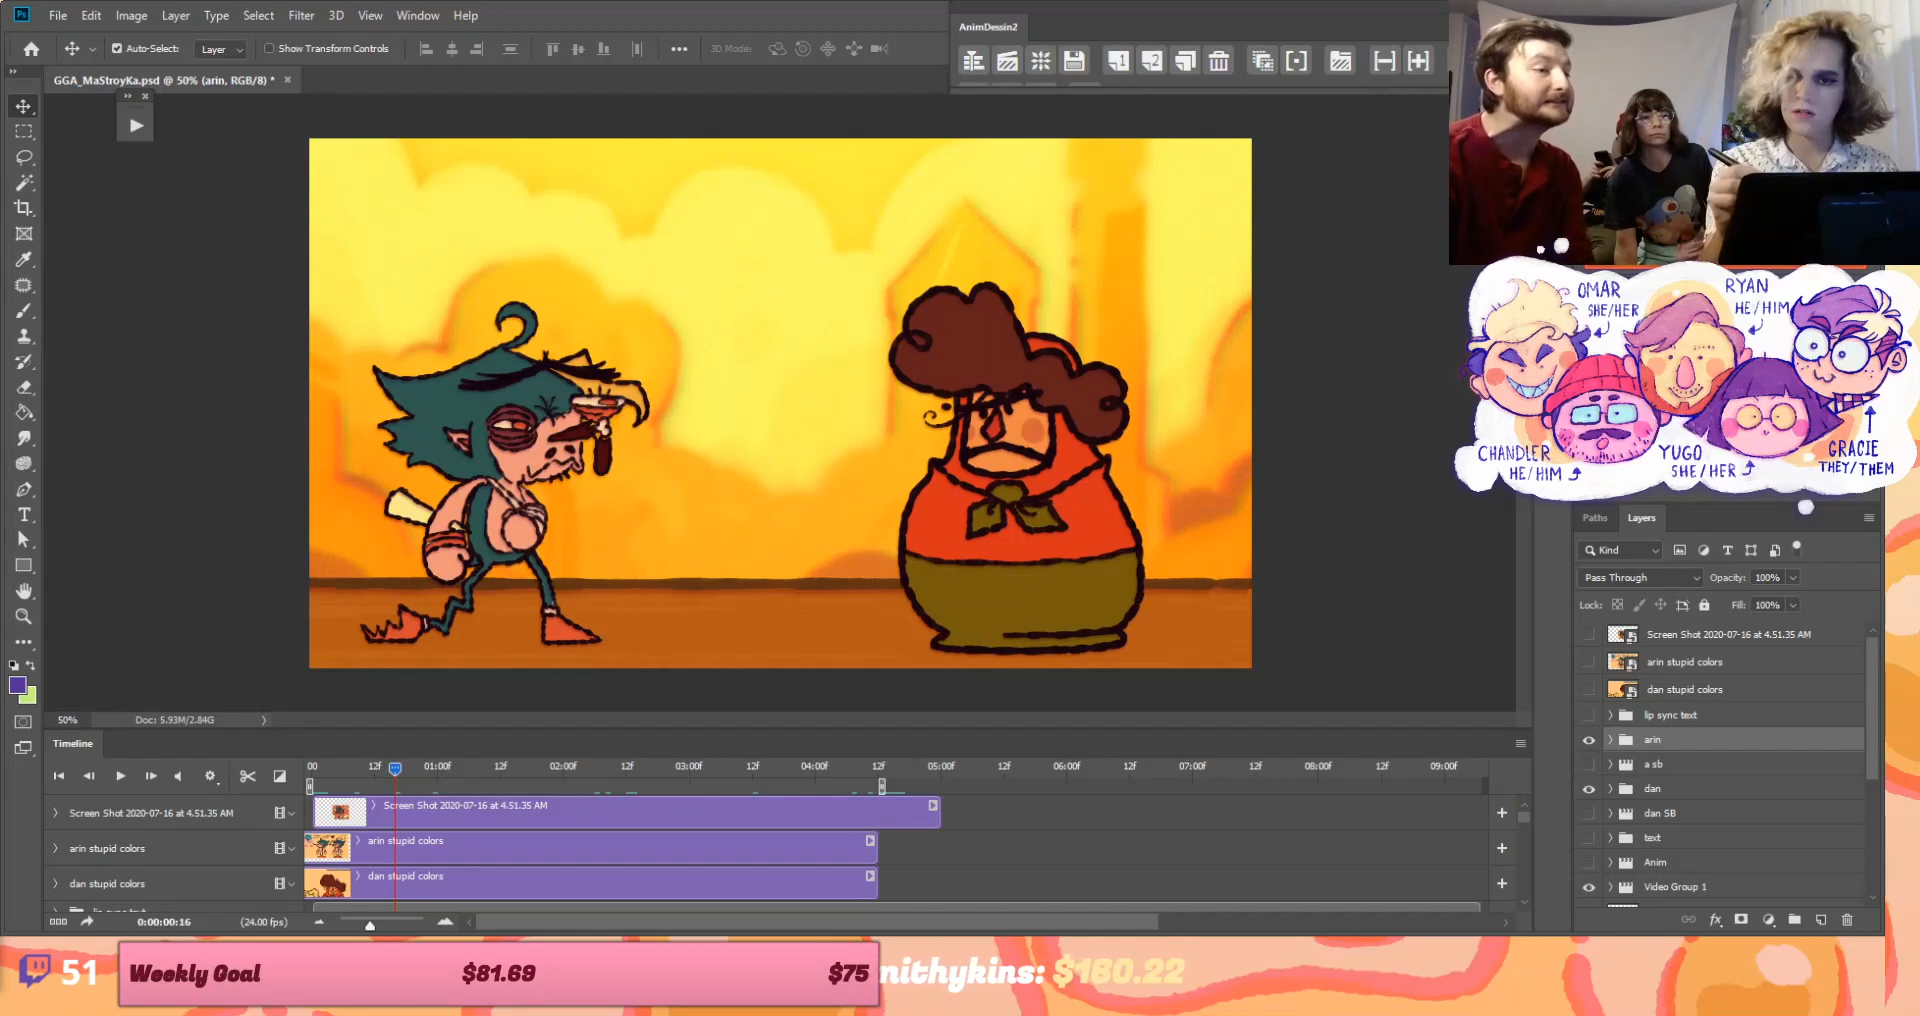 Ps File Edit Image Layer Type Select Filter 3D View Window Help
AnimDessin2
Auto-Select: Layer Show Transform Controls 3D Mode:
1 2
GGA_MaStroyKa.psd @ 50% (arin, RGB/8) *
OMAR
SHE/HER
RYAN
HE/HIM
CHANDLER
HE/HIM
YUGO
SHE/HER
GRACIE
THEY/THEM
Paths Layers
Kind
Pass Through Opacity: 100%
Lock: Fill: 100%
Screen Shot 2020-07-16 at 4.51.35 AM
arin stupid colors
dan stupid colors
lip sync text
arin
a sb
dan
dan SB
text
Anim
Video Group 1
fx
50% Doc: 5.93M/2.84G
Timeline
00 12f 01:00f 12f 02:00f 12f 03:00f 12f 04:00f 12f 05:00f 12f 06:00f 12f 07:00f 12f 08:00f 12f 09:00f
Screen Shot 2020-07-16 at 4.51.35 AM Screen Shot 2020-07-16 at 4.51.35 AM
arin stupid colors arin stupid colors
dan stupid colors dan stupid colors
lip sync text
0:00:00:16 (24.00 fps)
51 Weekly Goal $81.69 $75 nithykins: $160.22